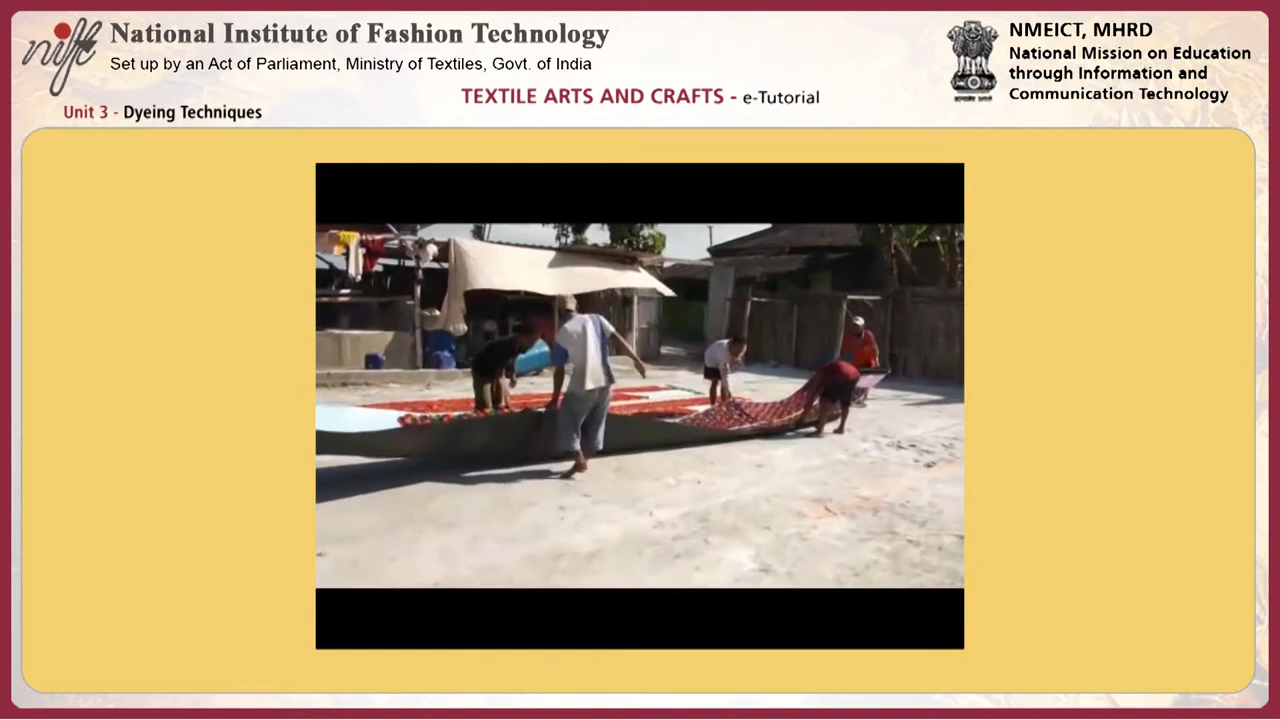 nift
National Institute of Fashion Technology
Set up by an Act of Parliament, Ministry of Textiles, Govt. of India
Unit 3 - Dyeing Techniques
TEXTILE ARTS AND CRAFTS - e-Tutorial
NMEICT, MHRD
National Mission on Education
through Information and
Communication Technology